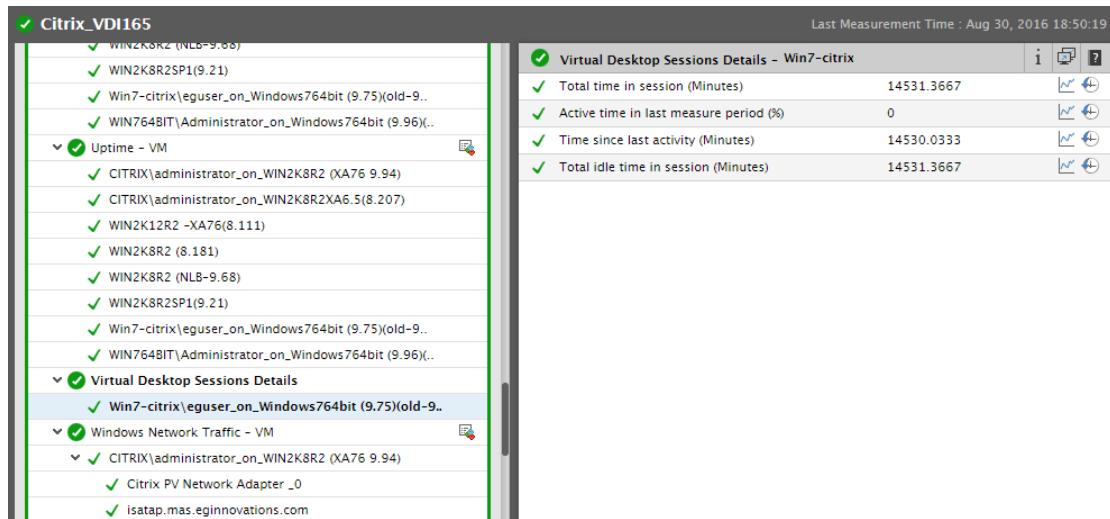 Citrix_VDI165
Last Measurement Time : Aug 30, 2016 18:50:19
WIN2K8R2 (NLB-9.68)
WIN2K8R2SP1(9.21)
Win7-citrix\eguser_on_Windows764bit (9.75)(old-9..
WIN764BIT\Administrator_on_Windows764bit (9.96)(..
Uptime - VM
CITRIX\administrator_on_WIN2K8R2 (XA76 9.94)
CITRIX\administrator_on_WIN2K8R2XA6.5(8.207)
WIN2K12R2 -XA76(8.111)
WIN2K8R2 (8.181)
WIN2K8R2 (NLB-9.68)
WIN2K8R2SP1(9.21)
Win7-citrix\eguser_on_Windows764bit (9.75)(old-9..
WIN764BIT\Administrator_on_Windows764bit (9.96)(..
Virtual Desktop Sessions Details
Win7-citrix\eguser_on_Windows764bit (9.75)(old-9..
Windows Network Traffic - VM
CITRIX\administrator_on_WIN2K8R2 (XA76 9.94)
Citrix PV Network Adapter _0
isatap.mas.eginnovations.com
Virtual Desktop Sessions Details - Win7-citrix
Total time in session (Minutes) 14531.3667
Active time in last measure period (%) 0
Time since last activity (Minutes) 14530.0333
Total idle time in session (Minutes) 14531.3667